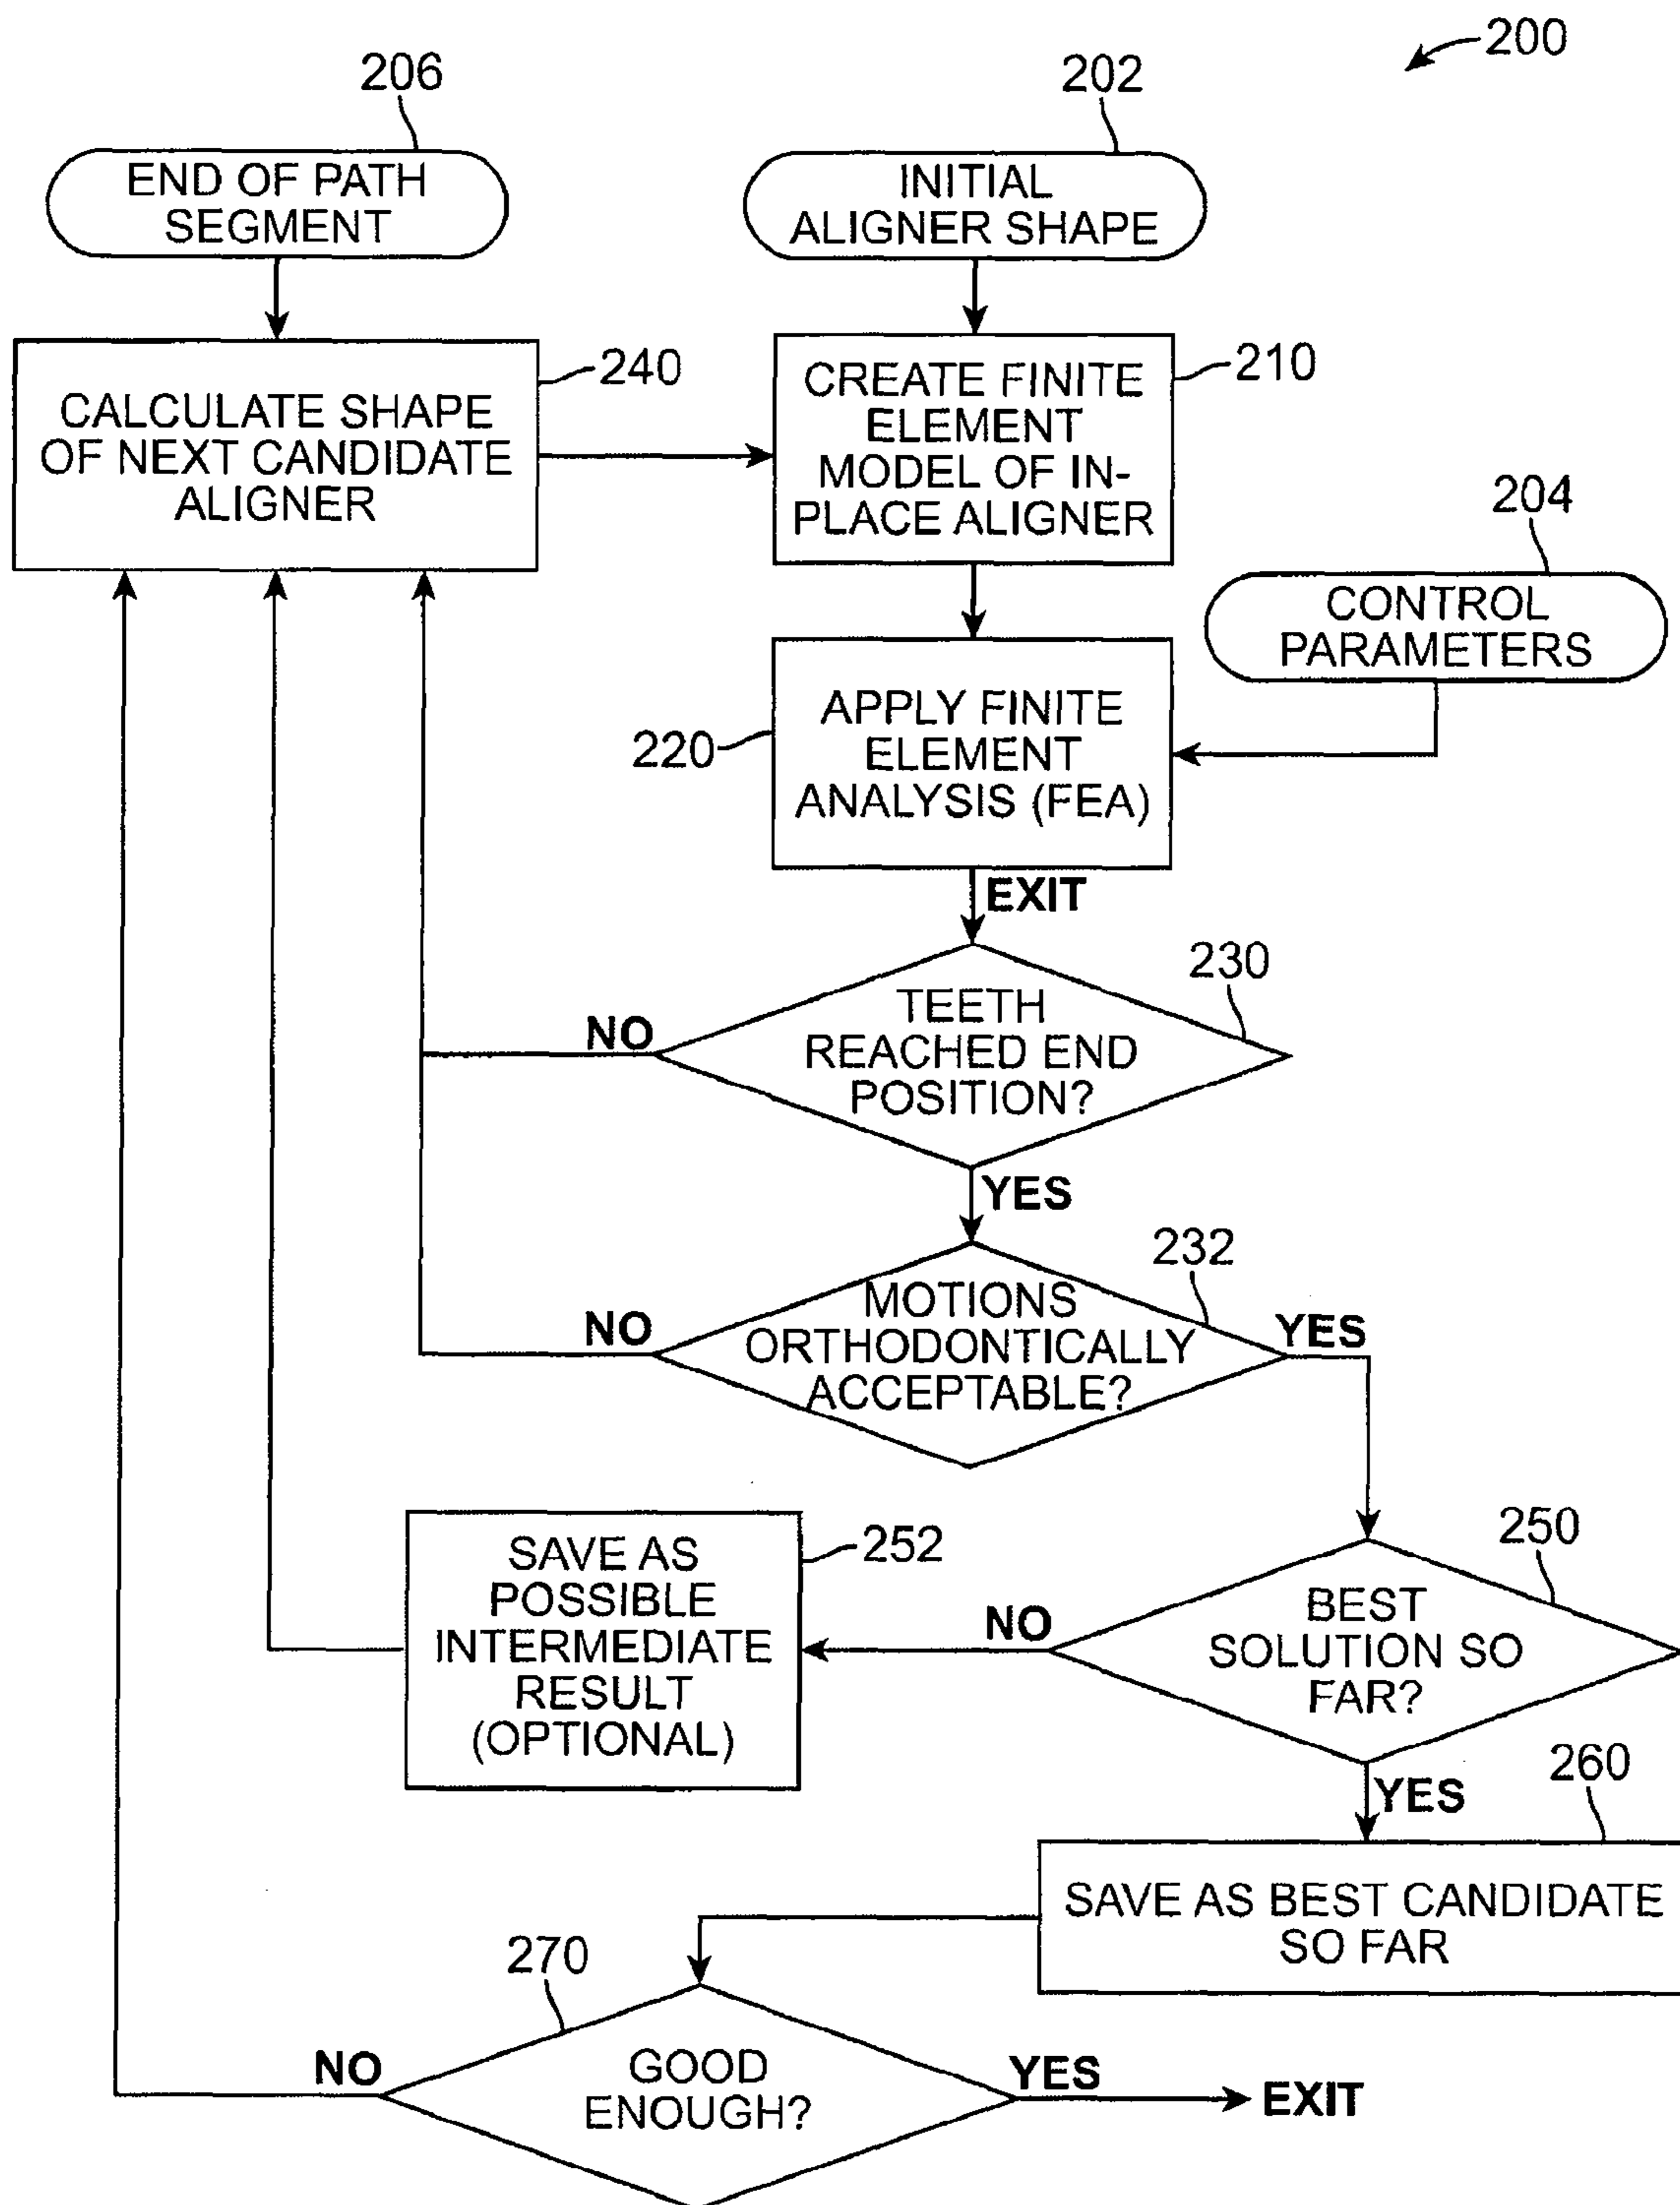 200
206
202
END OF PATH
SEGMENT
INITIAL
ALIGNER SHAPE
240
CALCULATE SHAPE
OF NEXT CANDIDATE
ALIGNER
210
CREATE FINITE
ELEMENT
MODEL OF IN-
PLACE ALIGNER
204
CONTROL
PARAMETERS
220
APPLY FINITE
ELEMENT
ANALYSIS (FEA)
EXIT
230
TEETH
REACHED END
POSITION?
NO
YES
232
MOTIONS
ORTHODONTICALLY
ACCEPTABLE?
NO
YES
250
BEST
SOLUTION SO
FAR?
NO
252
SAVE AS
POSSIBLE
INTERMEDIATE
RESULT
(OPTIONAL)
YES
260
SAVE AS BEST CANDIDATE
SO FAR
270
GOOD
ENOUGH?
NO
YES
EXIT